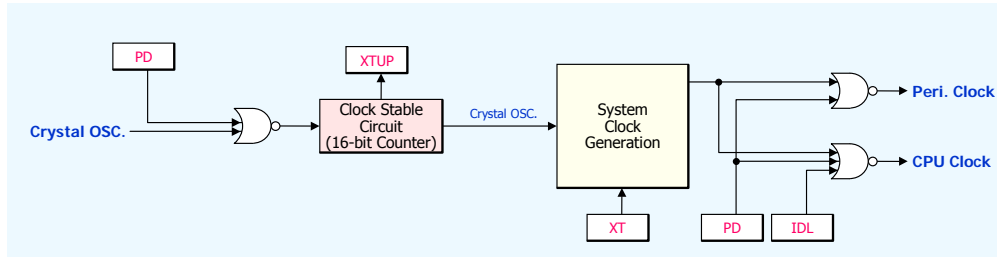 PD
XTUP
Crystal OSC.
Clock Stable
Circuit
(16-bit Counter)
Crystal OSC.
System
Clock
Generation
Peri. Clock
CPU Clock
XT
PD
IDL